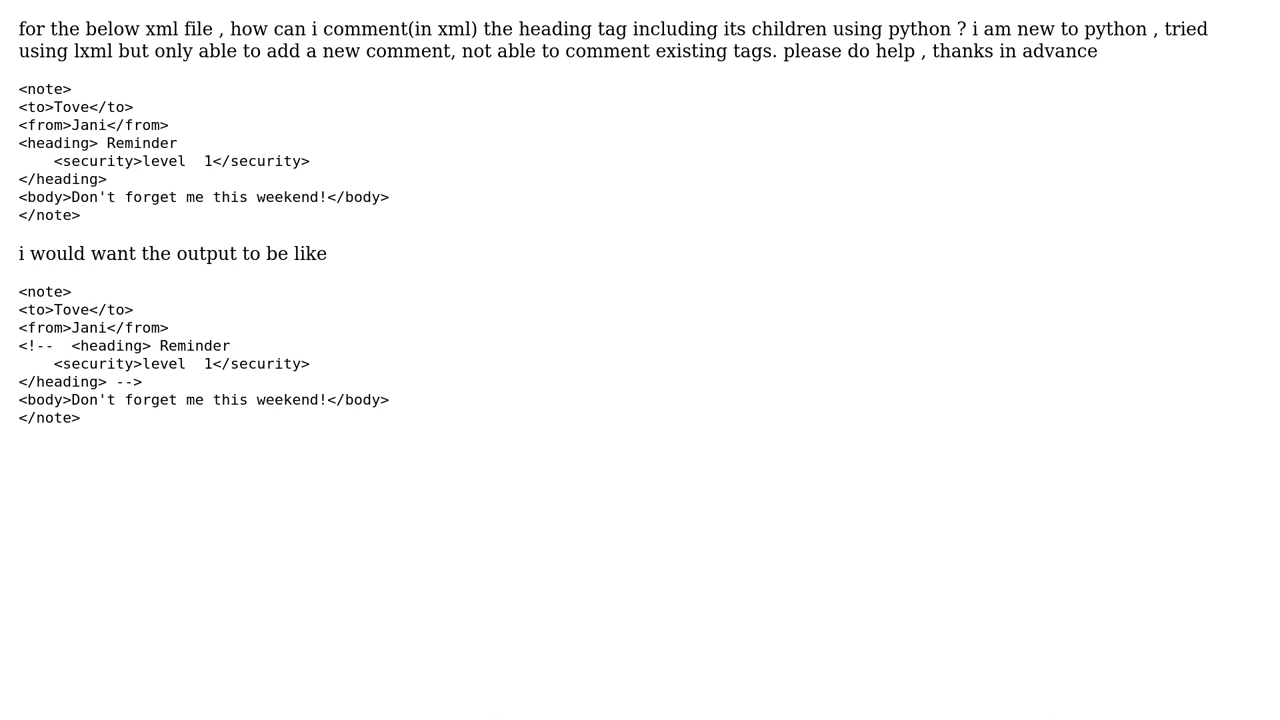 for the below xml file , how can i comment(in xml) the heading tag including its children using python ? i am new to python , tried
using lxml but only able to add a new comment, not able to comment existing tags. please do help , thanks in advance
<note>
<to>Tove</to>
<from>Jani</from>
<heading> Reminder
    <security>level  1</security>
</heading>
<body>Don't forget me this weekend!</body>
</note>
i would want the output to be like
<note>
<to>Tove</to>
<from>Jani</from>
<!--  <heading> Reminder
    <security>level  1</security>
</heading> -->
<body>Don't forget me this weekend!</body>
</note>